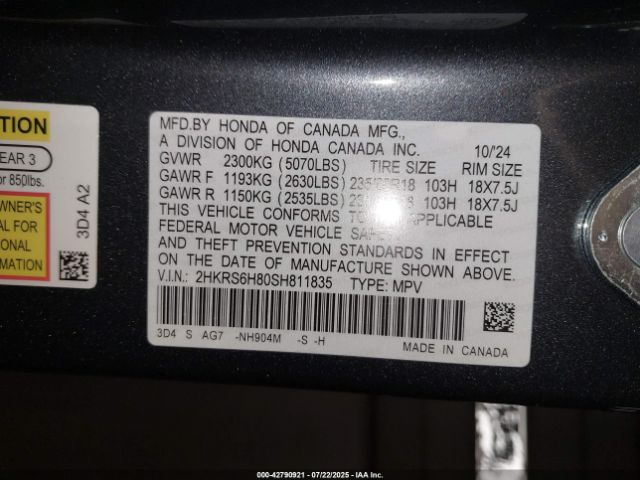 TION
EAR 3
r 850lbs.
WNER'S
AL FOR
ONAL
RMATION
3D4 A2
MFD.BY HONDA OF CANADA MFG.,
A DIVISION OF HONDA CANADA INC. 10/'24
GVWR 2300KG (5070LBS) TIRE SIZE RIM SIZE
GAWR F 1193KG (2630LBS) 103H 18X7.5J
GAWR R 1150KG (2535LBS) 103H 18X7.5J
THIS VEHICLE CONFORMS TO APPLICABLE
FEDERAL MOTOR VEHICLE
AND THEFT PREVENTION STANDARDS IN EFFECT
ON THE DATE OF MANUFACTURE SHOWN ABOVE.
V.I.N.: 2HKRS6H80SH811835 TYPE: MPV
3D4 S AG7 -NH904M -S -H
MADE IN CANADA
000-42790921 - 07/22/2025 - IAA Inc.